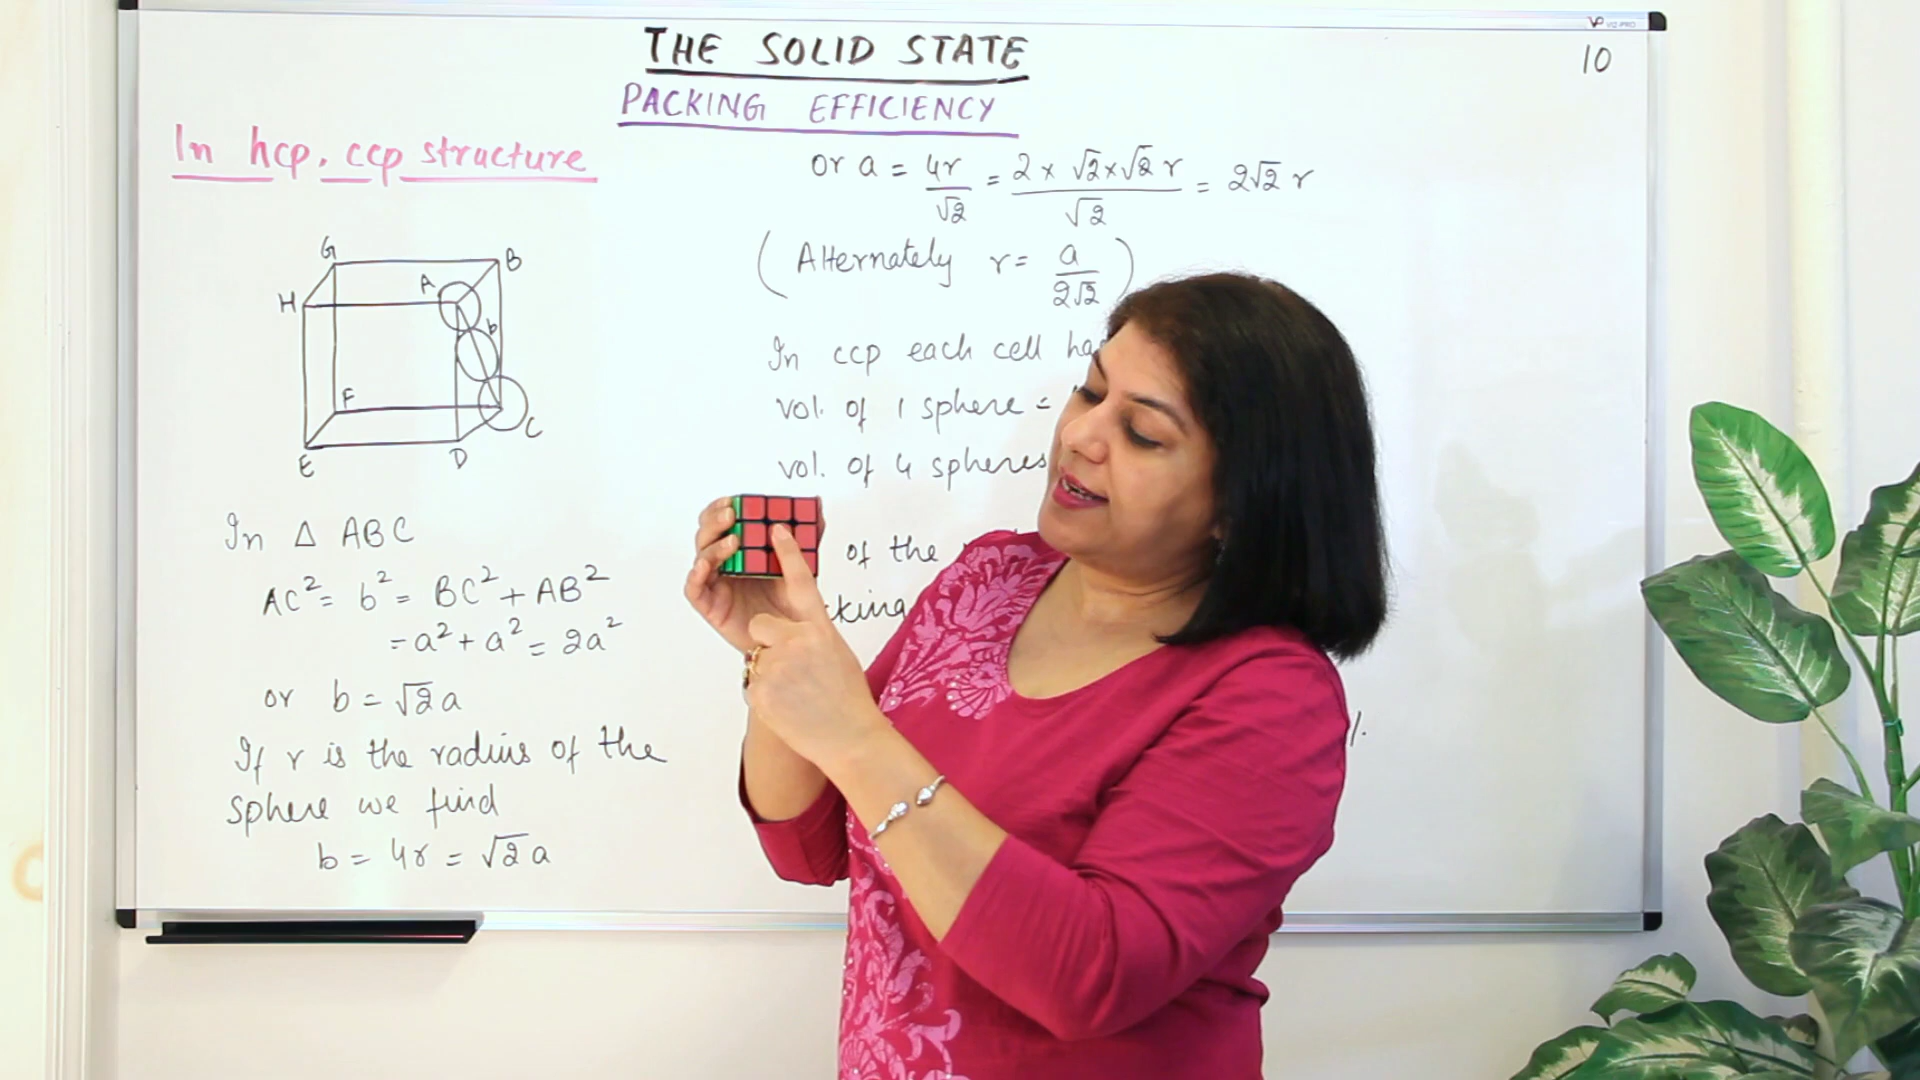 VP VIZ-PRO
THE SOLID STATE
10
PACKING EFFICIENCY
In hcp, ccp structure
G
B
A
H
b
F
C
E
D
In Δ ABC
AC² = b² = BC² + AB²
= a² + a² = 2a²
or b = √2 a
If r is the radius of the
sphere we find
b = 4r = √2 a
or a = 4r/√2 = 2 × √2×√2 r/√2 = 2√2 r
(Alternately r = a/2√2)
In ccp each cell
vol. of 1 sphere =
vol. of 4 spheres
of the